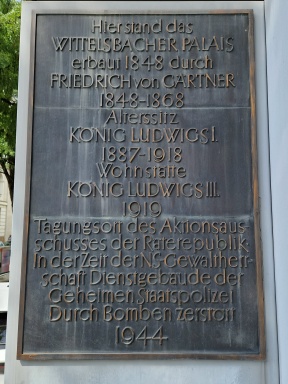 Hier stand das
WITTELSBACHER PALAIS
erbaut 1848 durch
FRIEDRICH von GÄRTNER
1848-1868
Alterssitz
KÖNIG LUDWIGS I.
1887-1918
Wohnstätte
KÖNIG LUDWIGS III.
1919
Tagungsort des Aktionsaus-
schusses der Räterepublik
In der Zeit der NS-Gewaltherr-
schaft Dienstgebäude der
Geheimen Staatspolizei
Durch Bomben zerstört
1944